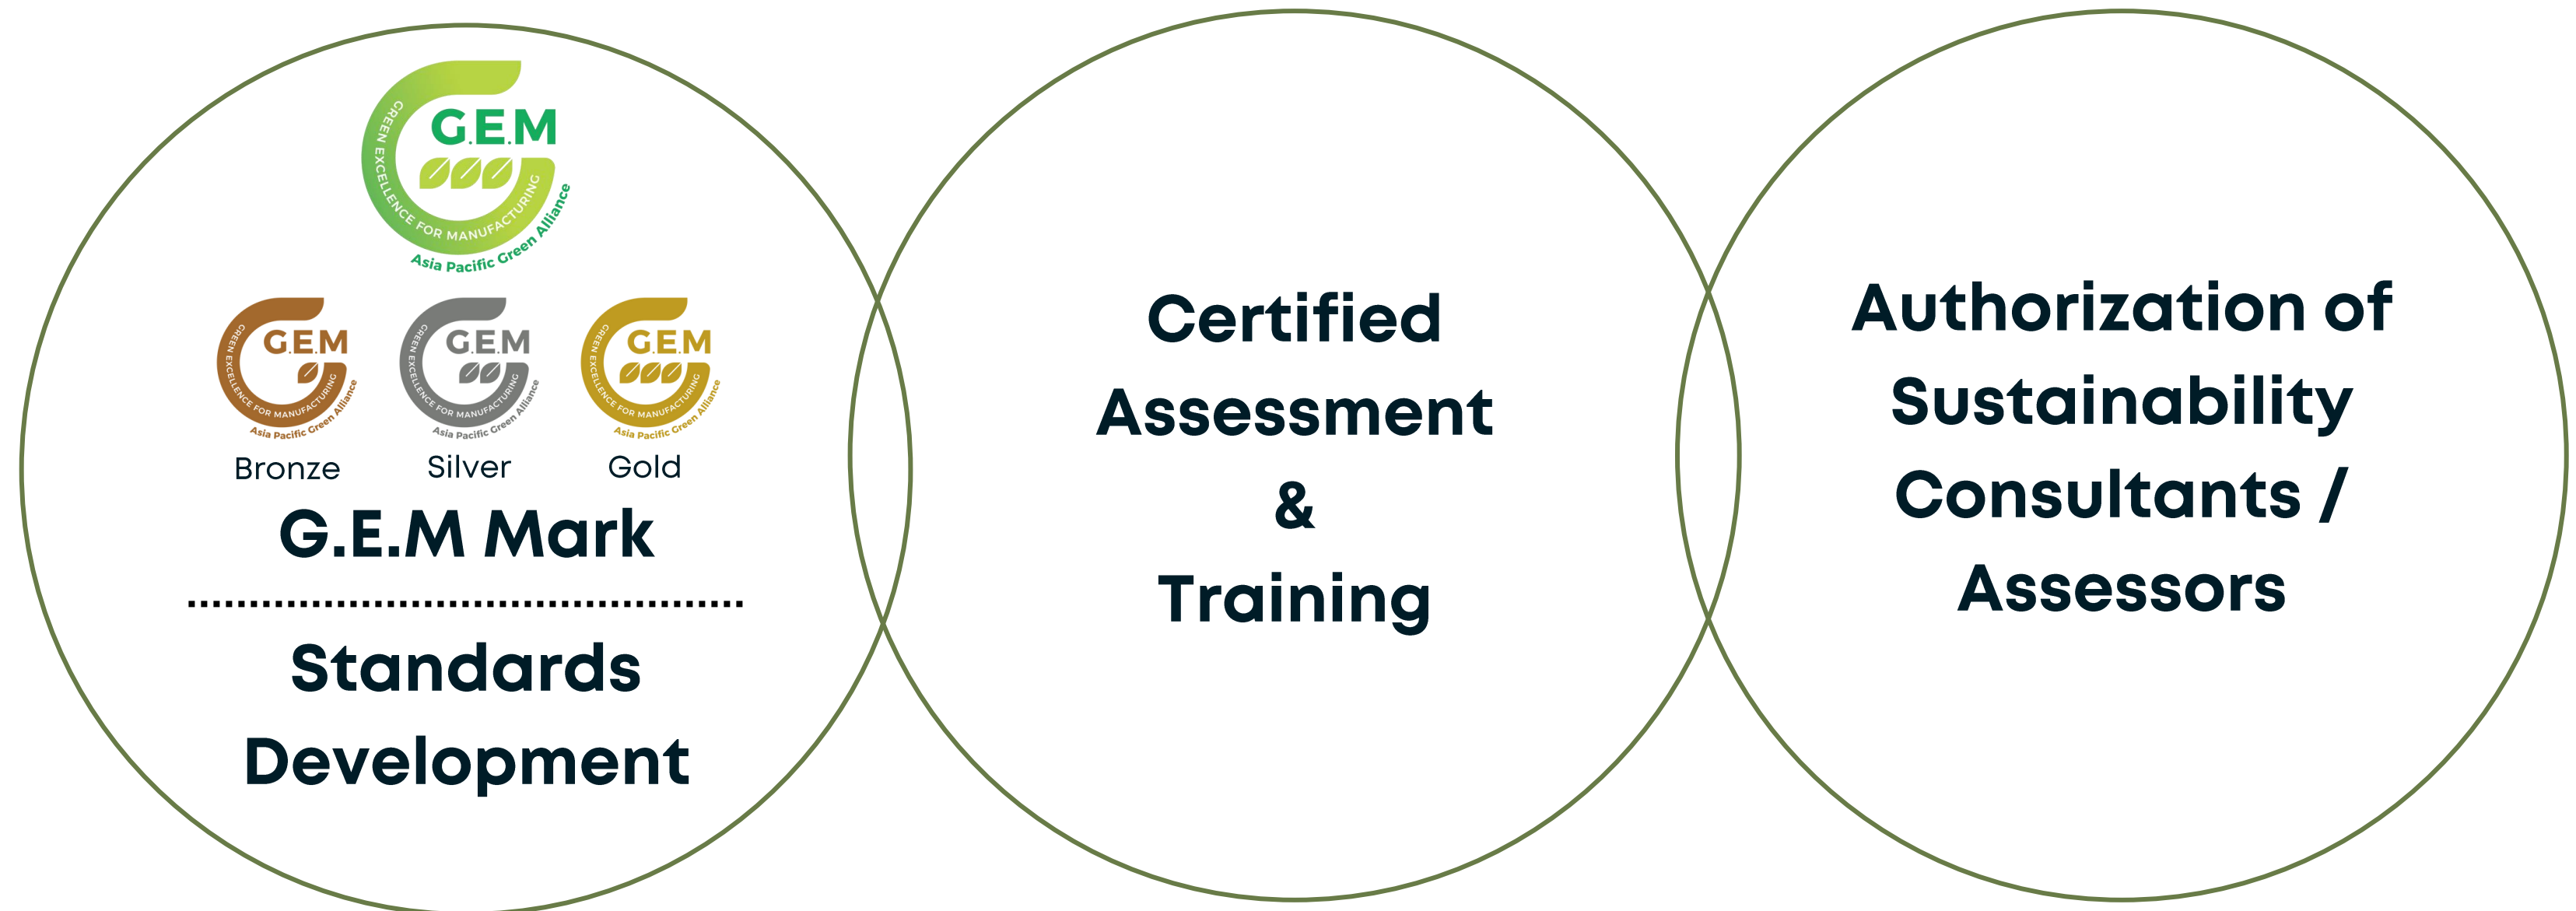 G.E.M
GREEN EXCELLENCE FOR MANUFACTURING
Asia Pacific Green Alliance
G.E.M
GREEN EXCELLENCE FOR MANUFACTURING
Asia Pacific Green Alliance
Bronze
G.E.M
GREEN EXCELLENCE FOR MANUFACTURING
Asia Pacific Green Alliance
Silver
G.E.M
GREEN EXCELLENCE FOR MANUFACTURING
Asia Pacific Green Alliance
Gold
G.E.M Mark
Standards
Development
Certified
Assessment
&
Training
Authorization of
Sustainability
Consultants /
Assessors